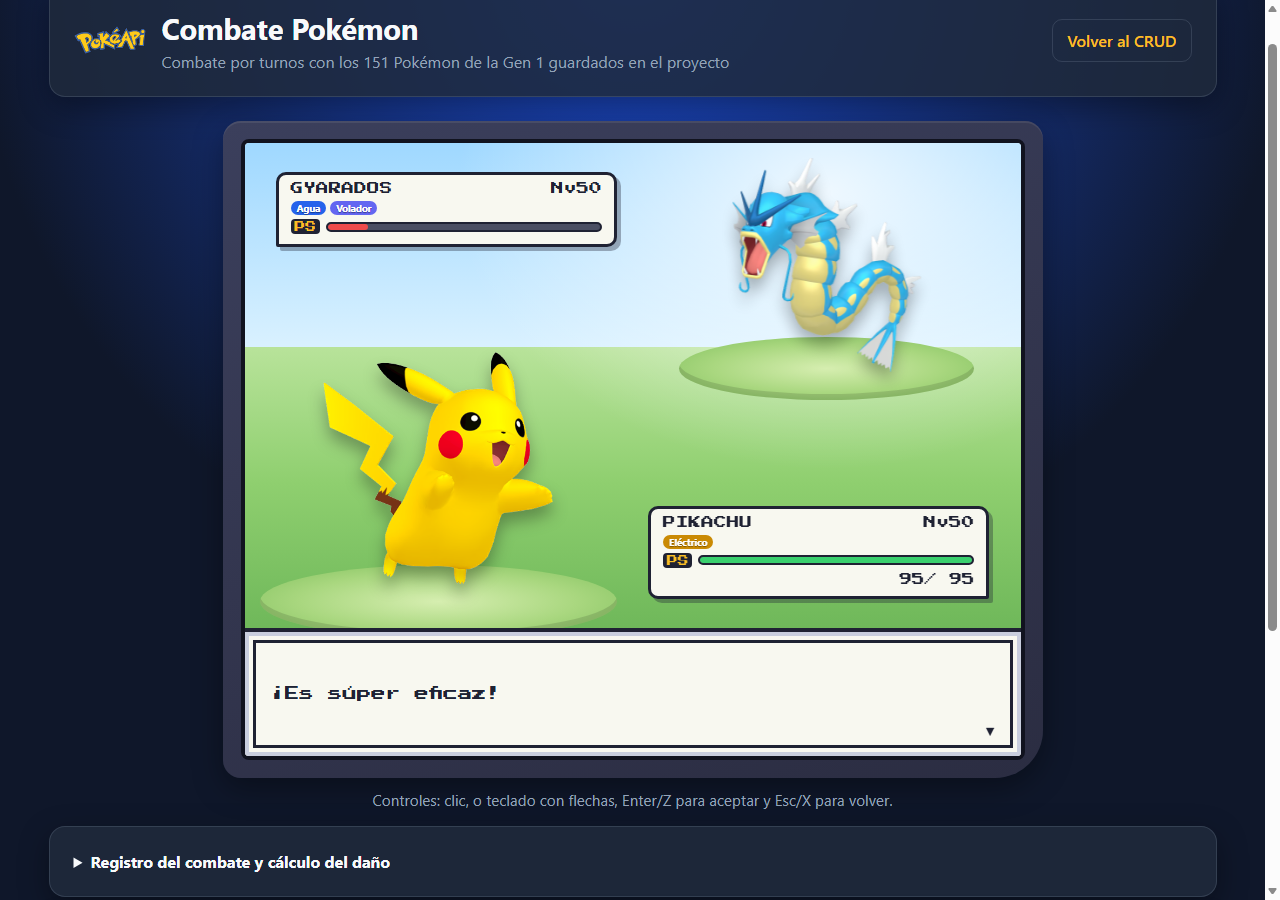 PokéAPI
Combate Pokémon
Combate por turnos con los 151 Pokémon de la Gen 1 guardados en el proyecto
Volver al CRUD
GYARADOS Nv50
Agua Volador
PS
PIKACHU Nv50
Eléctrico
PS
95/ 95
¡Es súper eficaz!
▼
Controles: clic, o teclado con flechas, Enter/Z para aceptar y Esc/X para volver.
▶ Registro del combate y cálculo del daño